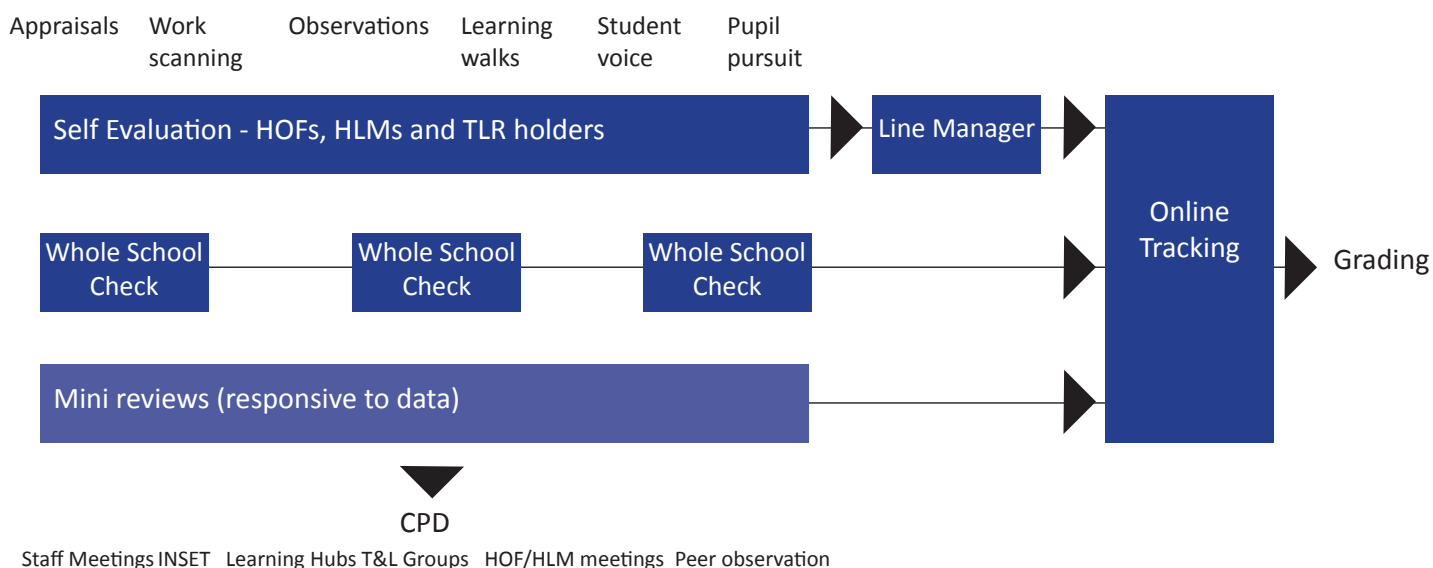 Appraisals Work scanning Observations Learning walks Student voice Pupil pursuit
Self Evaluation - HOFs, HLMs and TLR holders
Line Manager
Online
Tracking
Grading
Whole School
Check
Whole School
Check
Whole School
Check
Mini reviews (responsive to data)
CPD
Staff Meetings INSET Learning Hubs T&L Groups HOF/HLM meetings Peer observation